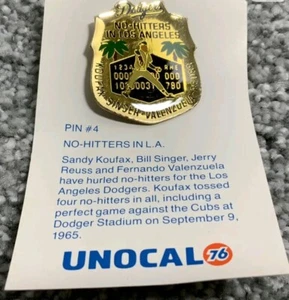 Dodgers
NO-HITTERS
IN LOS ANGELES
KOUFAX-SINGER-VALENZUELA
PIN #4
NO-HITTERS IN L.A.
Sandy Koufax, Bill Singer, Jerry
Reuss and Fernando Valenzuela
have hurled no-hitters for the Los
Angeles Dodgers. Koufax tossed
four no-hitters in all, including a
perfect game against the Cubs at
Dodger Stadium on September 9,
1965.
UNOCAL 76